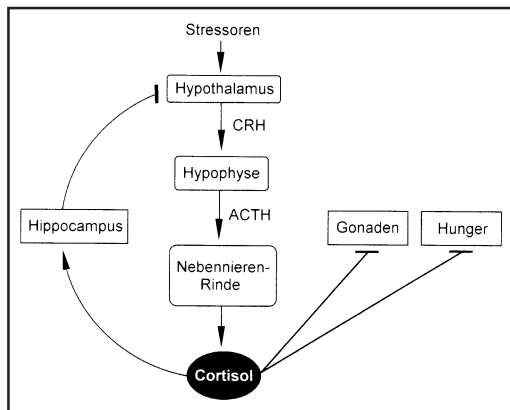 Stressoren
Hypothalamus
CRH
Hypophyse
ACTH
Hippocampus
Gonaden
Hunger
Nebennieren-
Rinde
Cortisol